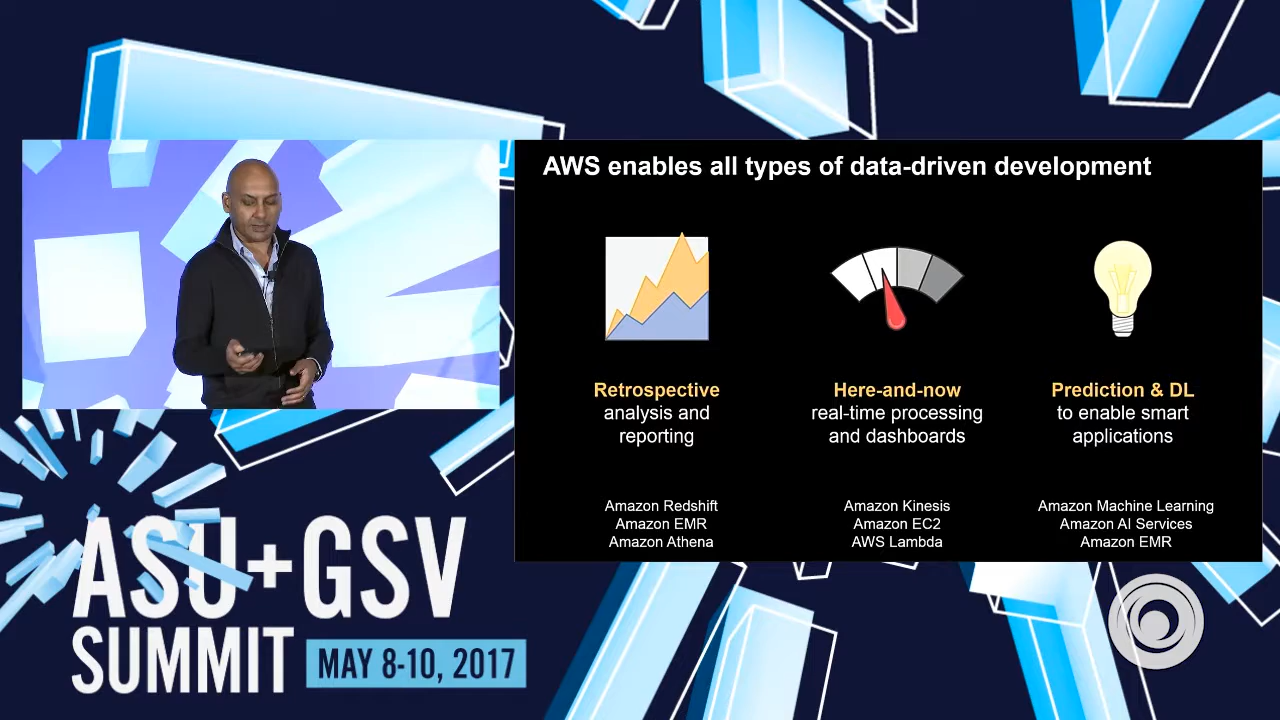 AWS enables all types of data-driven development
Retrospective
analysis and
reporting
Here-and-now
real-time processing
and dashboards
Prediction & DL
to enable smart
applications
Amazon Redshift
Amazon EMR
Amazon Athena
Amazon Kinesis
Amazon EC2
AWS Lambda
Amazon Machine Learning
Amazon AI Services
Amazon EMR
ASU+GSV
SUMMIT
MAY 8-10, 2017